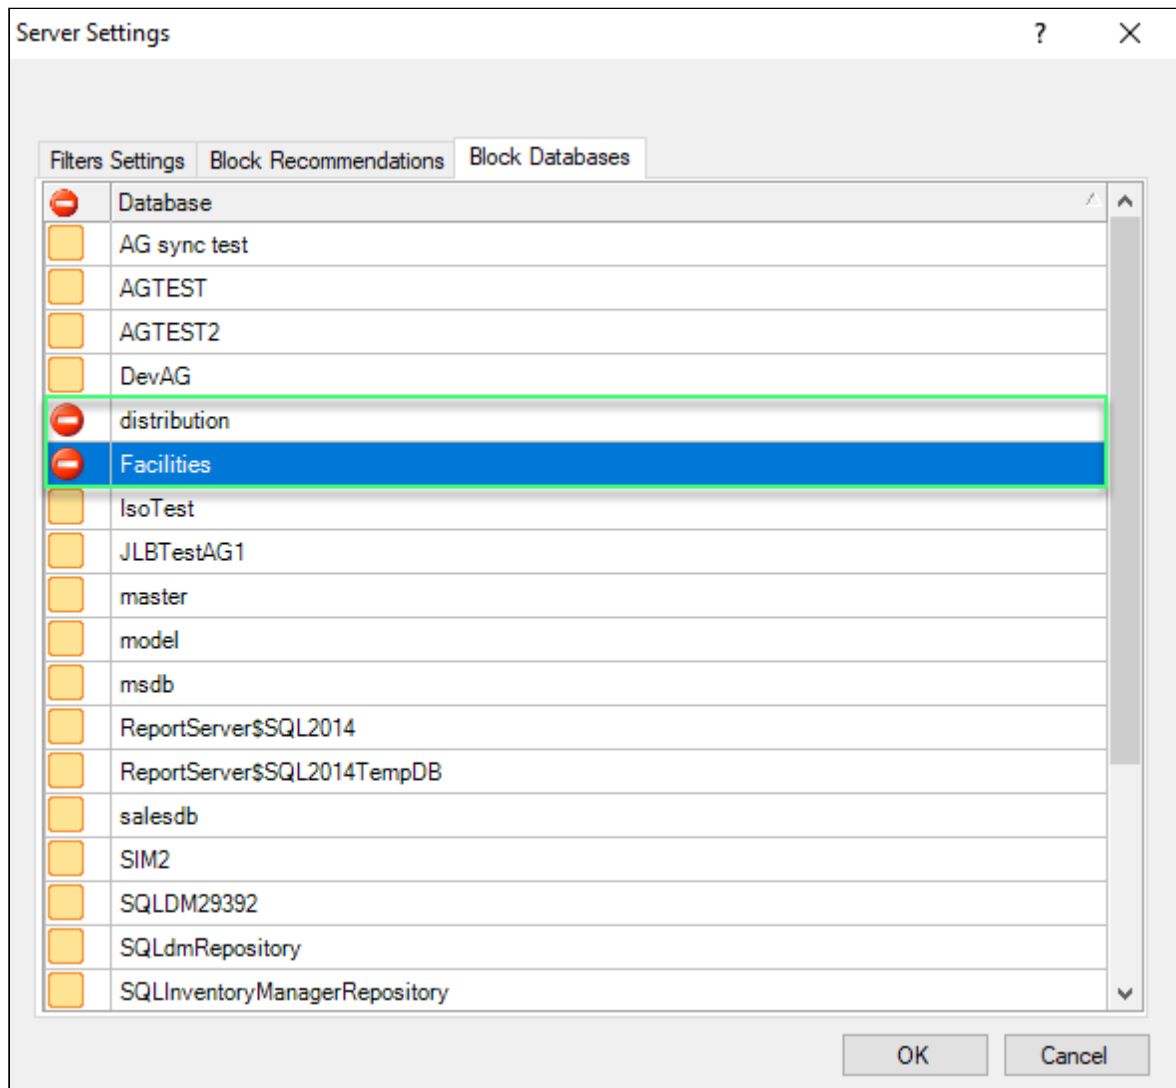 Server Settings ?
Filters Settings Block Recommendations Block Databases
Database
AG sync test
AGTEST
AGTEST2
DevAG
distribution
Facilities
IsoTest
JLBTestAG1
master
model
msdb
ReportServer$SQL2014
ReportServer$SQL2014TempDB
salesdb
SIM2
SQLDM29392
SQLdmRepository
SQLInventoryManagerRepository
OK Cancel